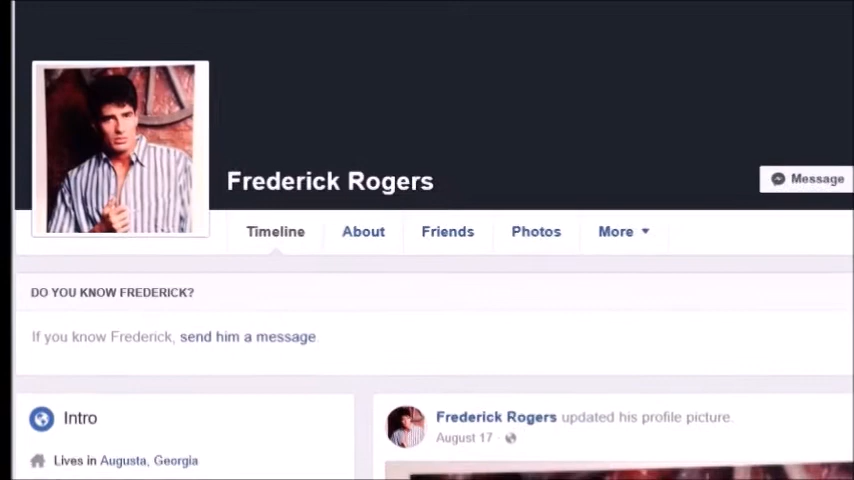 Frederick Rogers
Message
Timeline About Friends Photos More
DO YOU KNOW FREDERICK?
If you know Frederick, send him a message
Intro
Frederick Rogers updated his profile picture.
August 17 ·
Lives in Augusta, Georgia